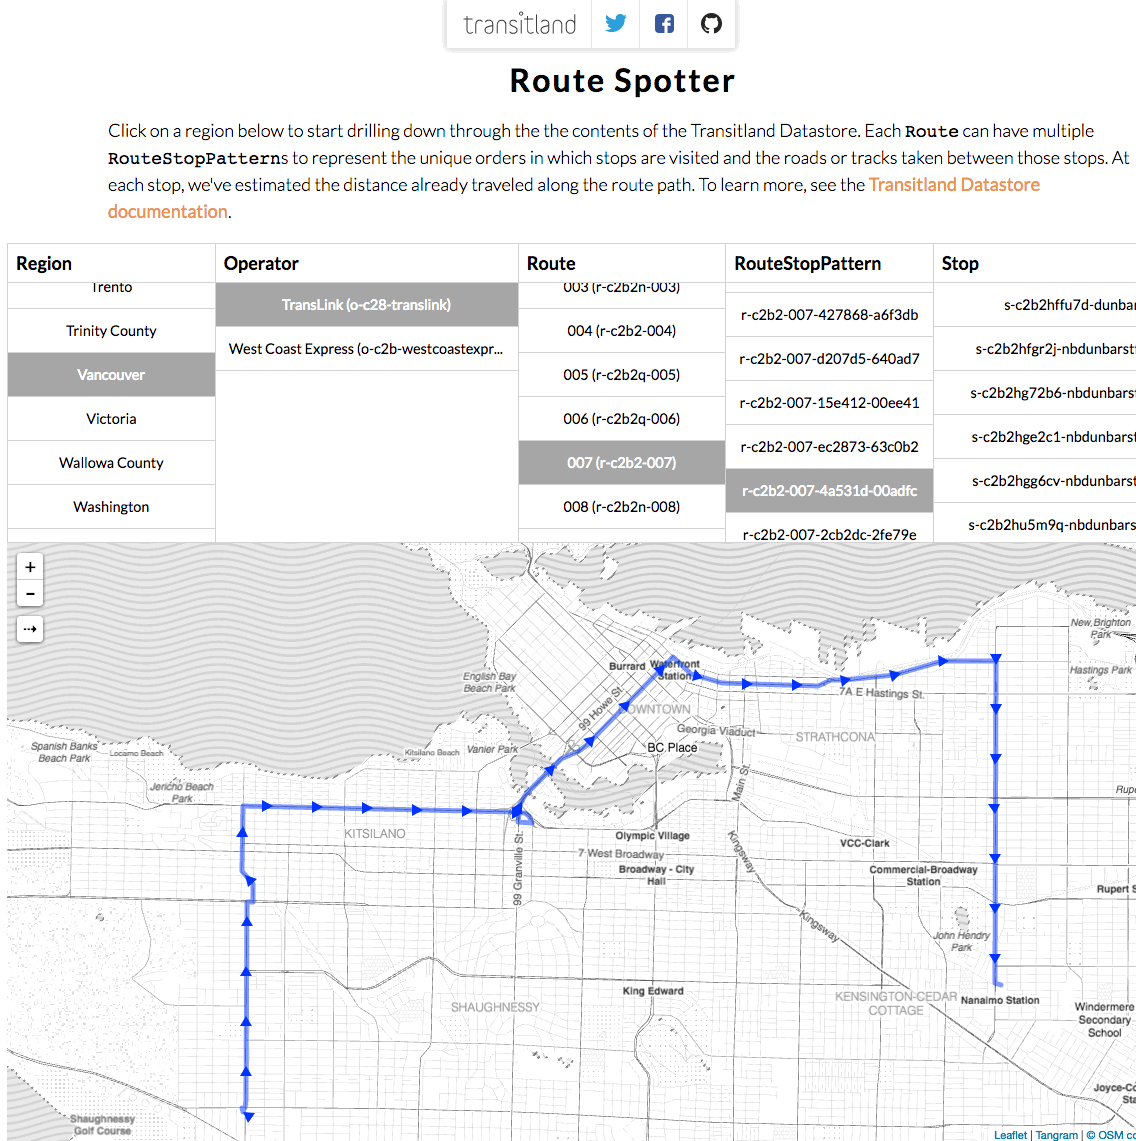 transitland
Route Spotter
Click on a region below to start drilling down through the the contents of the Transitland Datastore. Each Route can have multiple
RouteStopPatterns to represent the unique orders in which stops are visited and the roads or tracks taken between those stops. At
each stop, we've estimated the distance already traveled along the route path. To learn more, see the Transitland Datastore
documentation.
Region Operator Route RouteStopPattern Stop
Trento
Trinity County
Vancouver
Victoria
Wallowa County
Washington
TransLink (o-c28-translink)
West Coast Express (o-c2b-westcoastexpr...
003 (r-c2b2n-003)
004 (r-c2b2-004)
005 (r-c2b2q-005)
006 (r-c2b2q-006)
007 (r-c2b2-007)
008 (r-c2b2n-008)
r-c2b2-007-427868-a6f3db
r-c2b2-007-d207d5-640ad7
r-c2b2-007-15e412-00ee41
r-c2b2-007-ec2873-63c0b2
r-c2b2-007-4a531d-00adfc
r-c2b2-007-2cb2dc-2fe79e
s-c2b2hffu7d-dunbar
s-c2b2hfgr2j-nbdunbarst
s-c2b2hg72b6-nbdunbarst
s-c2b2hge2c1-nbdunbarst
s-c2b2hgg6cv-nbdunbarst
s-c2b2hu5m9q-nbdunbars
+
-
New Brighton
Park
Hastings Park
Burrard
Waterfront
Station
English Bay
Beach Park
99 Howe St.
OWNTOWN
7A E Hastings St.
Georgia Viaduct
STRATHCONA
BC Place
Spanish Banks
Beach Park
Locarno Beach
Kitsilano Beach
Vanier Park
Jericho Beach
Park
Main St.
Rupe
KITSILANO
Olympic Village
VCC-Clark
7 West Broadway
Kingsway
Broadway - City
Hall
Commercial-Broadway
Station
99 Granville St.
Rupert S
Kingsway
John Hendry
Park
King Edward
SHAUGHNESSY
KENSINGTON-CEDAR
COTTAGE
Nanaimo Station
Windermere
Secondary
School
Joyce-Co
Sta
Shaughnessy
Golf Course
Leaflet | Tangram | © OSM co